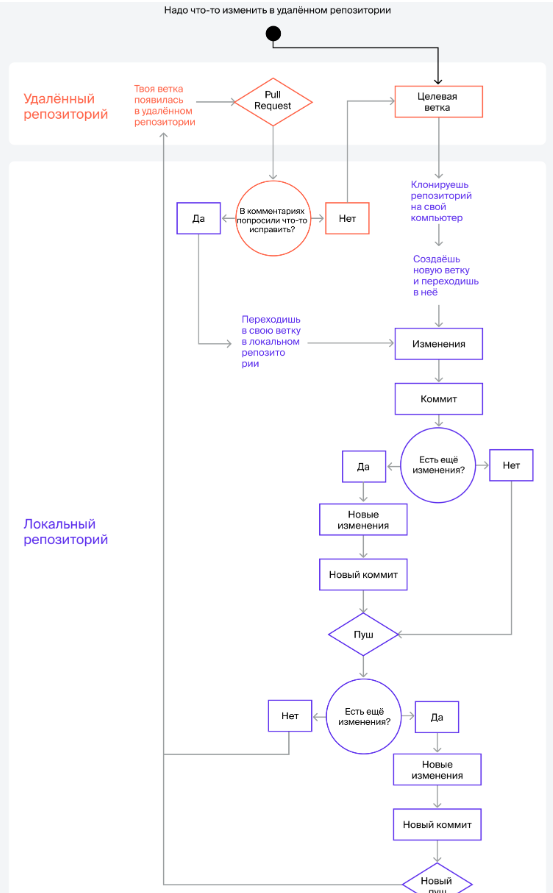 Надо что-то изменить в удалённом репозитории
Удалённый
репозиторий
Твоя ветка
появилась
в удалённом
репозитории
Pull
Request
Целевая
ветка
В комментариях
попросили что-то
исправить?
Да
Нет
Клонируешь
репозиторий
на свой
компьютер
Создаёшь
новую ветку
и переходишь
в неё
Переходишь
в свою ветку
в локальном
репозито
рии
Изменения
Коммит
Есть ещё
изменения?
Да
Нет
Локальный
репозиторий
Новые
изменения
Новый коммит
Пуш
Есть ещё
изменения?
Нет
Да
Новые
изменения
Новый коммит
Новый
пуш